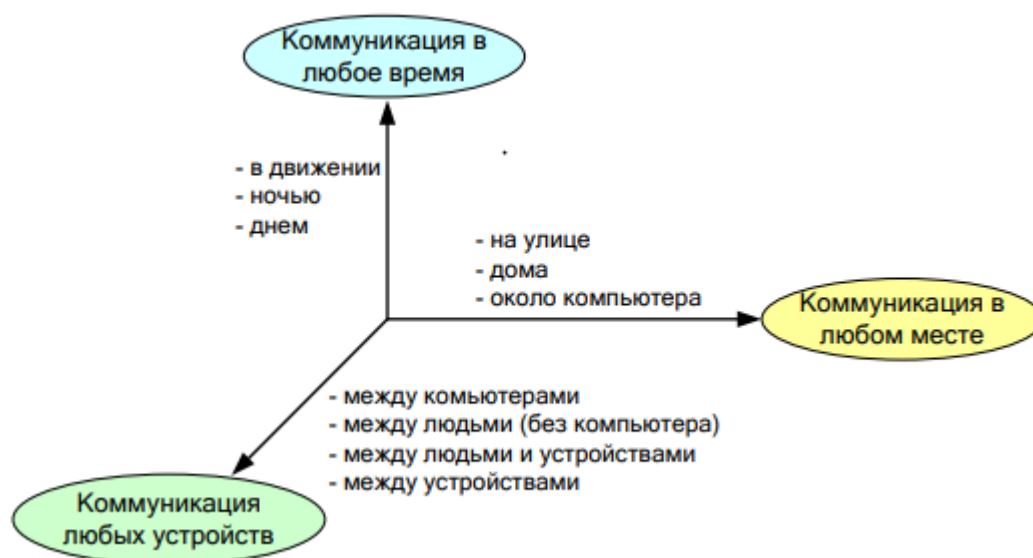 Коммуникация в
любое время
- в движении
- ночью
- днем
- на улице
- дома
- около компьютера
Коммуникация в
любом месте
- между комьютерами
- между людьми (без компьютера)
- между людьми и устройствами
- между устройствами
Коммуникация
любых устройств